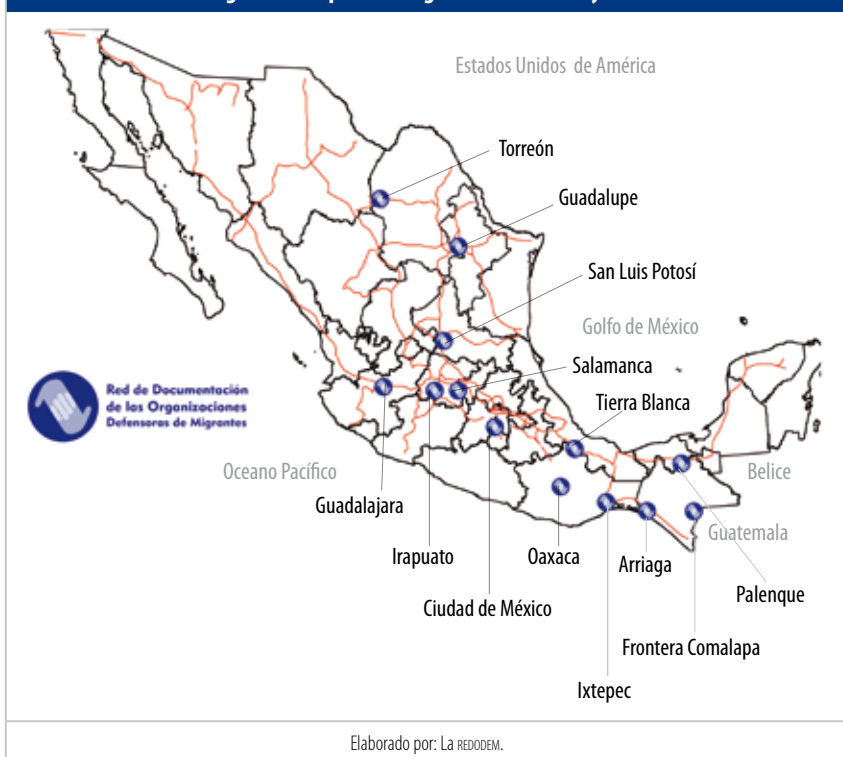 Estados Unidos de América
Torreón
Guadalupe
San Luis Potosí
Golfo de México
Salamanca
Tierra Blanca
Red de Documentación
de las Organizaciones
Defensoras de Migrantes
Oceano Pacífico
Belice
Guadalajara
Guatemala
Irapuato
Oaxaca
Arriaga
Palenque
Ciudad de México
Frontera Comalapa
Ixtepec
Elaborado por: La REDODEM.